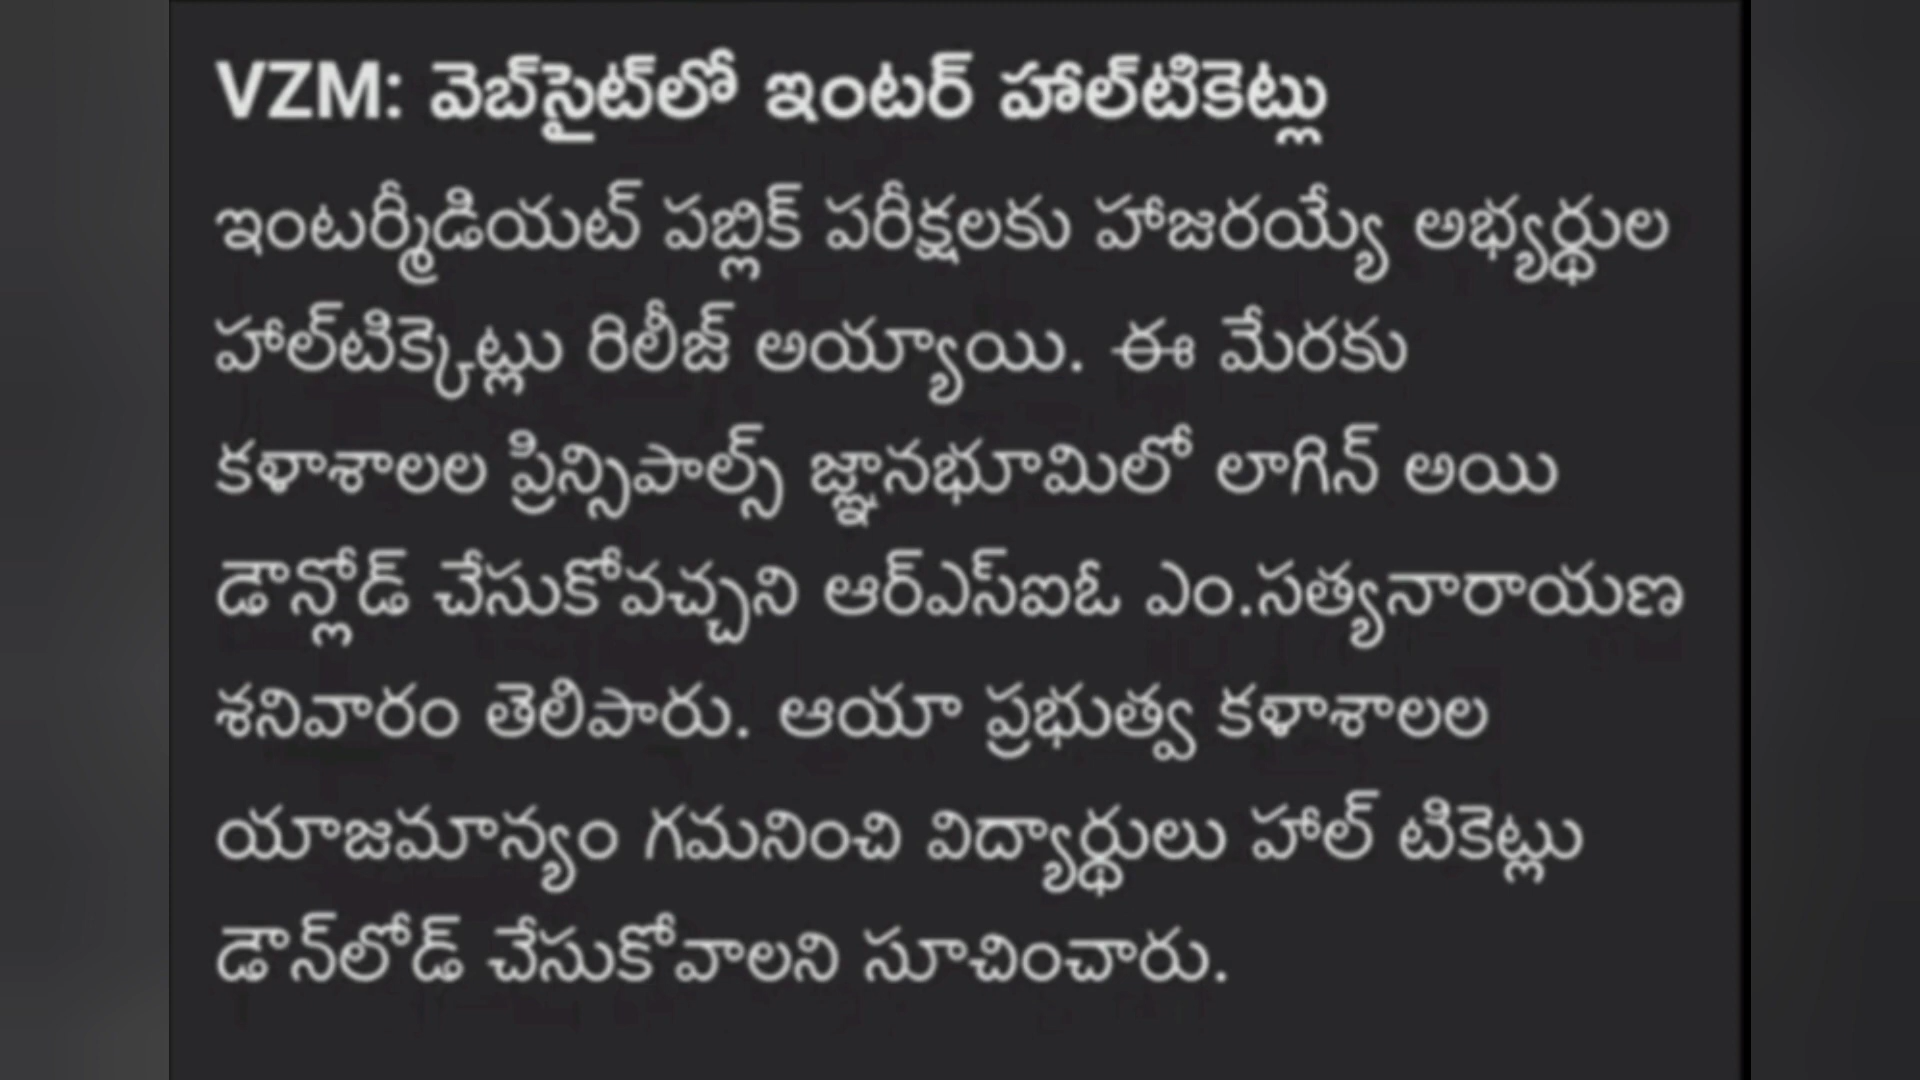 VZM: వెబ్‌సైట్‌లో ఇంటర్ హాల్‌టికెట్లు
ఇంటర్మీడియట్ పబ్లిక్ పరీక్షలకు హాజరయ్యే అభ్యర్థుల
హాల్‌టిక్కెట్లు రిలీజ్ అయ్యాయి. ఈ మేరకు
కళాశాలల ప్రిన్సిపాల్స్ జ్ఞానభూమిలో లాగిన్ అయి
డౌన్లోడ్ చేసుకోవచ్చని ఆర్ఎస్ఐఓ ఎం.సత్యనారాయణ
శనివారం తెలిపారు. ఆయా ప్రభుత్వ కళాశాలల
యాజమాన్యం గమనించి విద్యార్థులు హాల్ టికెట్లు
డౌన్‌లోడ్ చేసుకోవాలని సూచించారు.